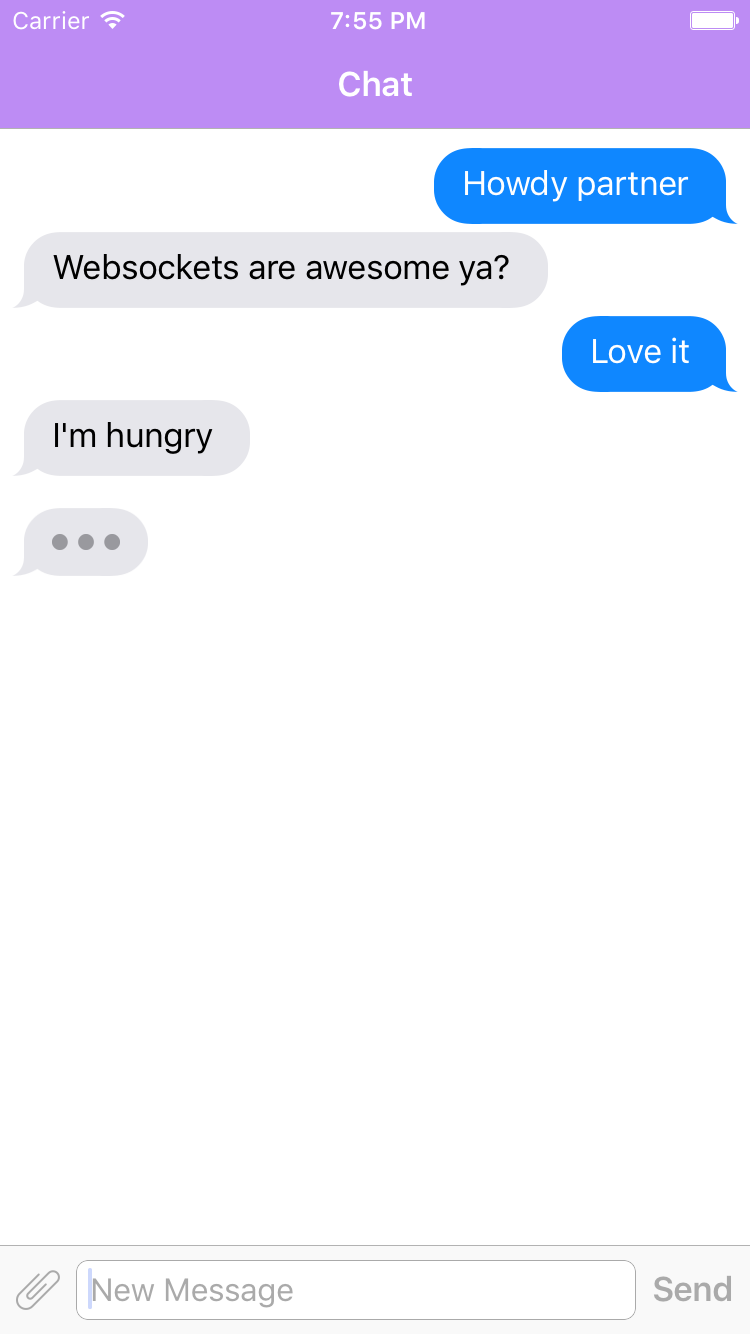 Carrier 7:55 PM
Chat
Howdy partner
Websockets are awesome ya?
Love it
I'm hungry
New Message Send